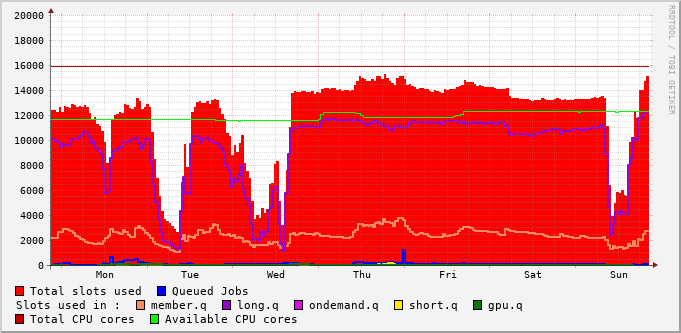 RRDTOOL / TOBI OETIKER
20000
18000
16000
14000
12000
10000
8000
6000
4000
2000
0
Mon Tue Wed Thu Fri Sat Sun
Total slots used Queued Jobs
Slots used in : member.q long.q ondemand.q short.q gpu.q
Total CPU cores Available CPU cores